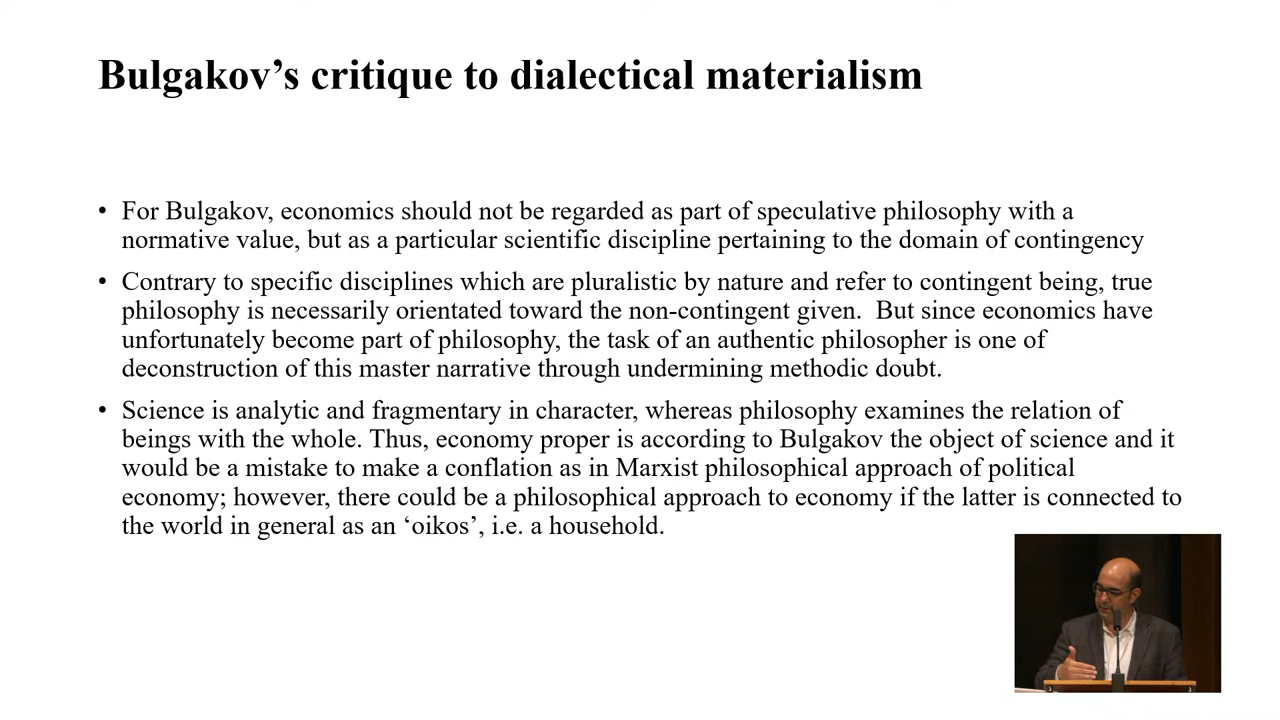 Bulgakov’s critique to dialectical materialism
• For Bulgakov, economics should not be regarded as part of speculative philosophy with a
normative value, but as a particular scientific discipline pertaining to the domain of contingency
• Contrary to specific disciplines which are pluralistic by nature and refer to contingent being, true
philosophy is necessarily orientated toward the non-contingent given.  But since economics have
unfortunately become part of philosophy, the task of an authentic philosopher is one of
deconstruction of this master narrative through undermining methodic doubt.
• Science is analytic and fragmentary in character, whereas philosophy examines the relation of
beings with the whole. Thus, economy proper is according to Bulgakov the object of science and it
would be a mistake to make a conflation as in Marxist philosophical approach of political
economy; however, there could be a philosophical approach to economy if the latter is connected to
the world in general as an ‘oikos’, i.e. a household.